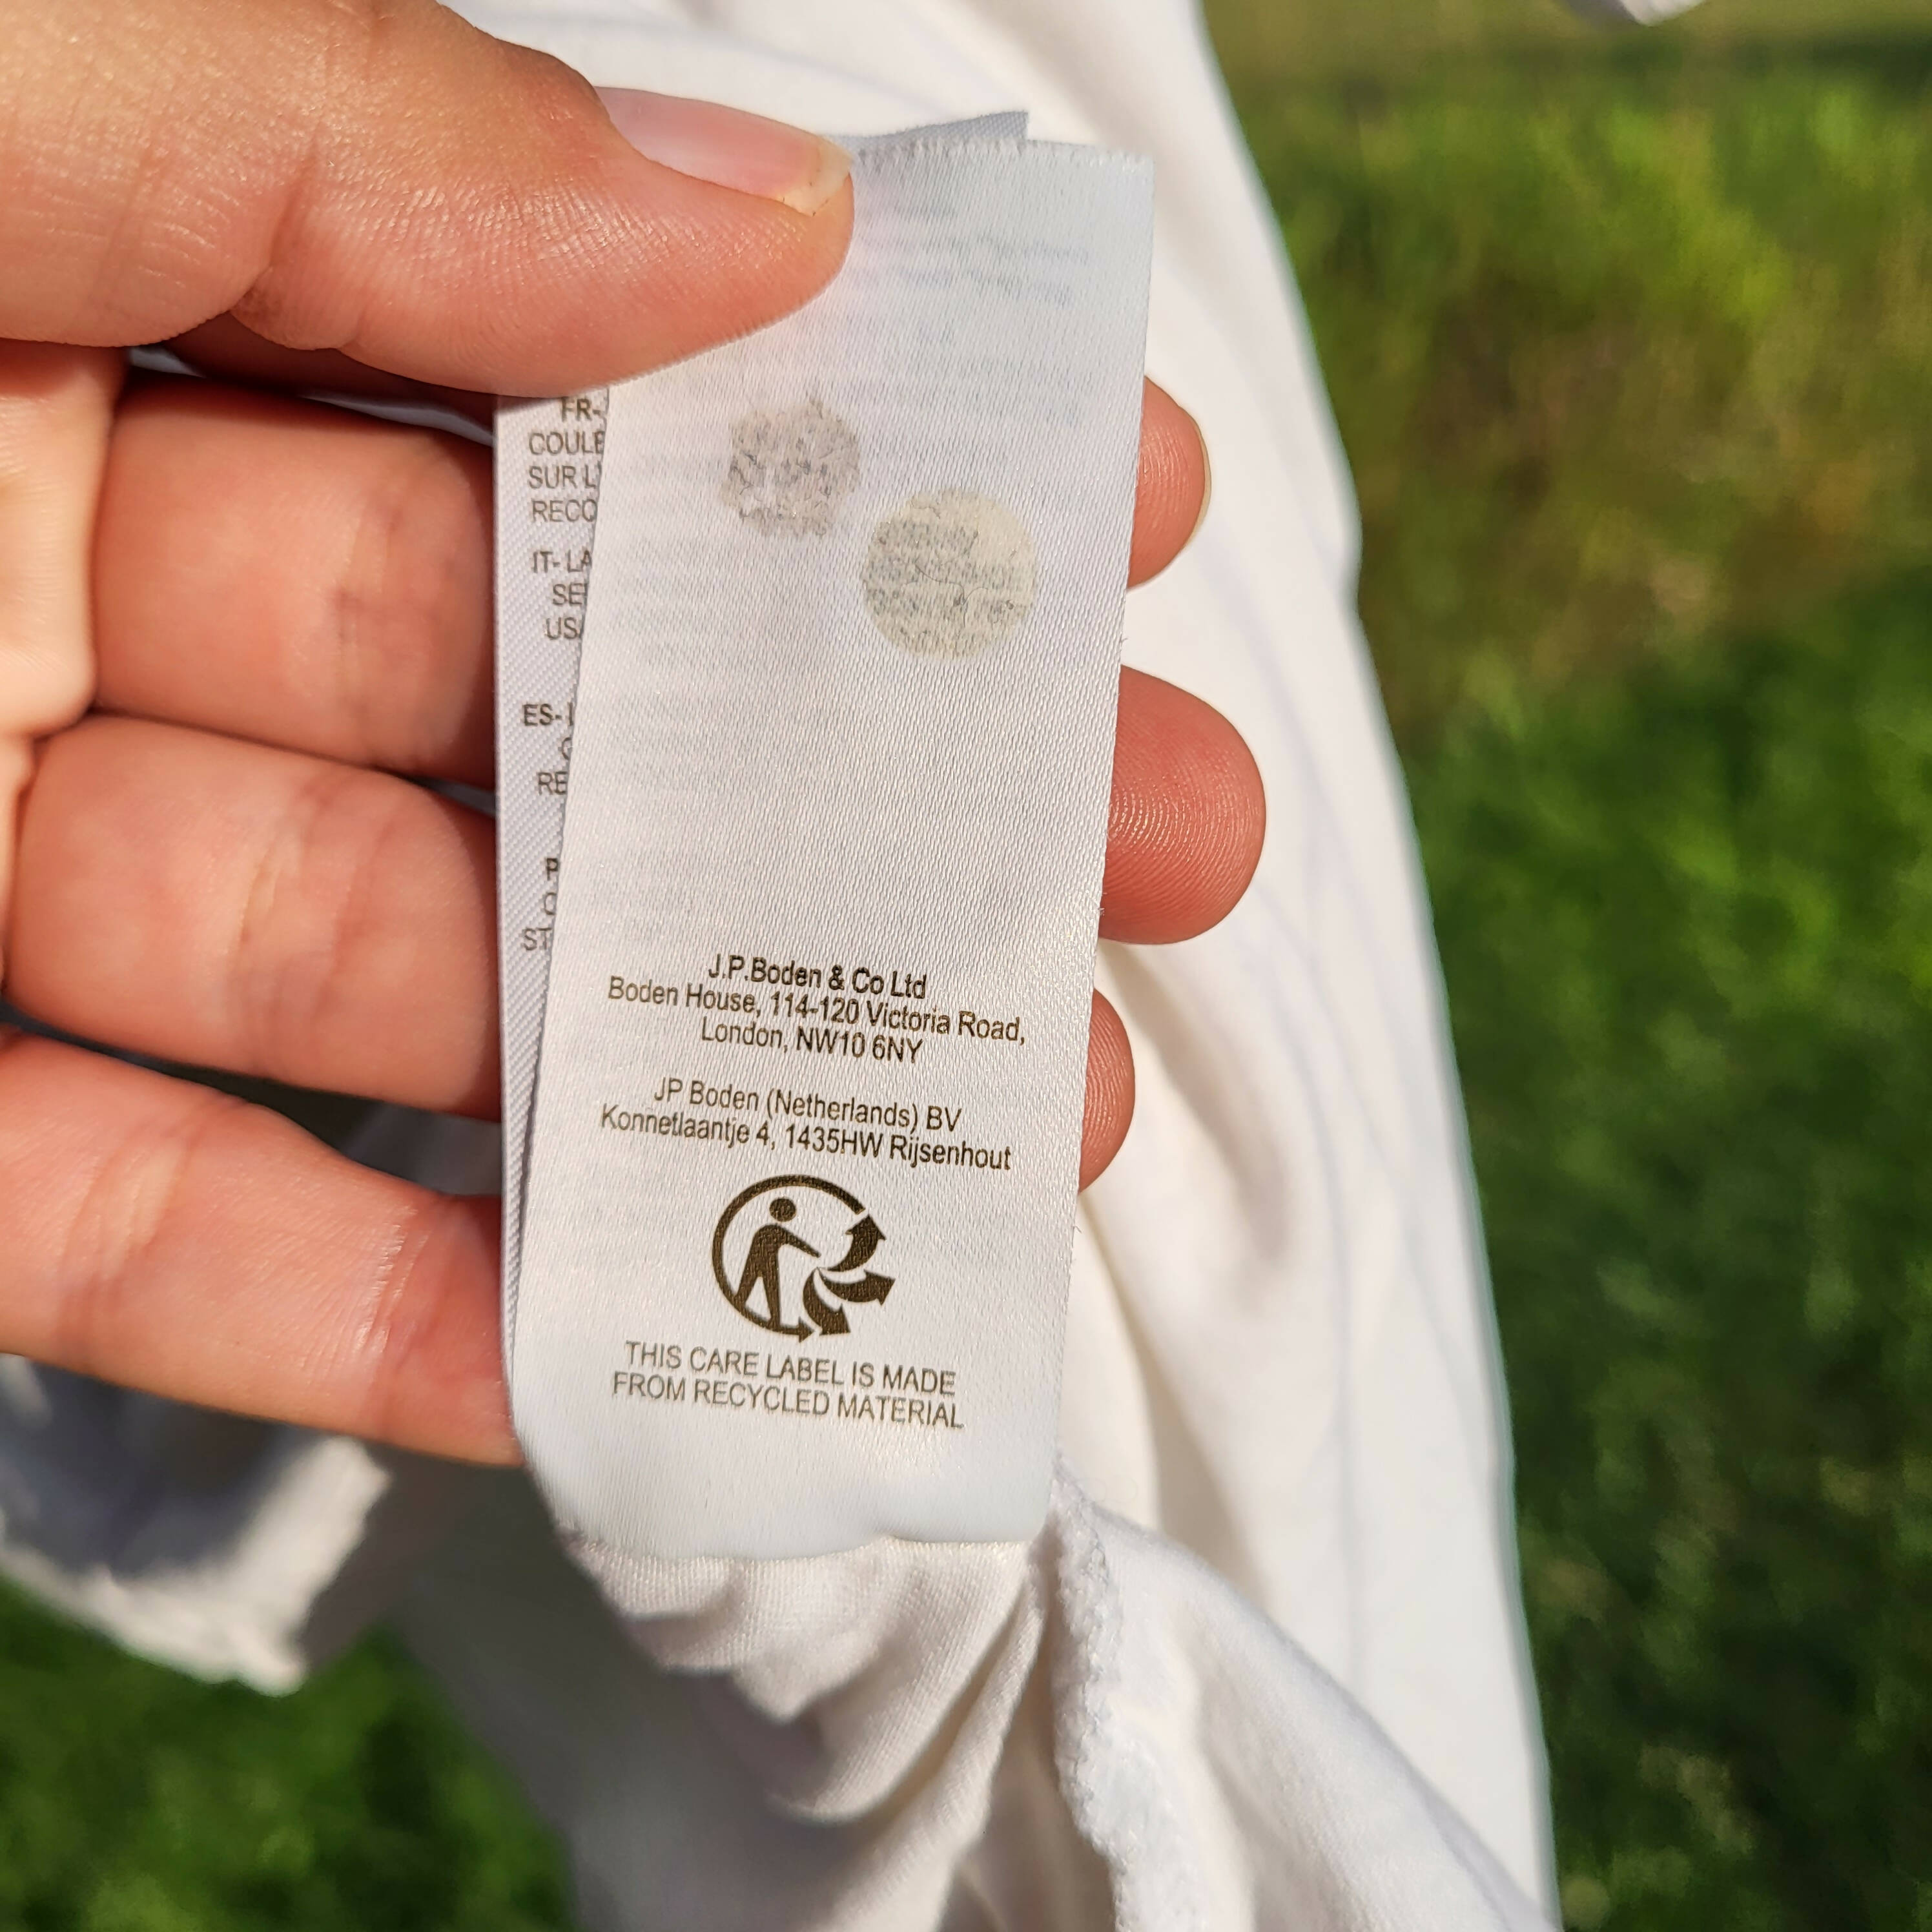 FR-
COULE
SUR L'
RECO
IT- LA
SE
USA
ES-
RE
ST
J.P.Boden & Co Ltd
Boden House, 114-120 Victoria Road,
London, NW10 6NY
JP Boden (Netherlands) BV
Konnetlaantje 4, 1435HW Rijsenhout
THIS CARE LABEL IS MADE
FROM RECYCLED MATERIAL